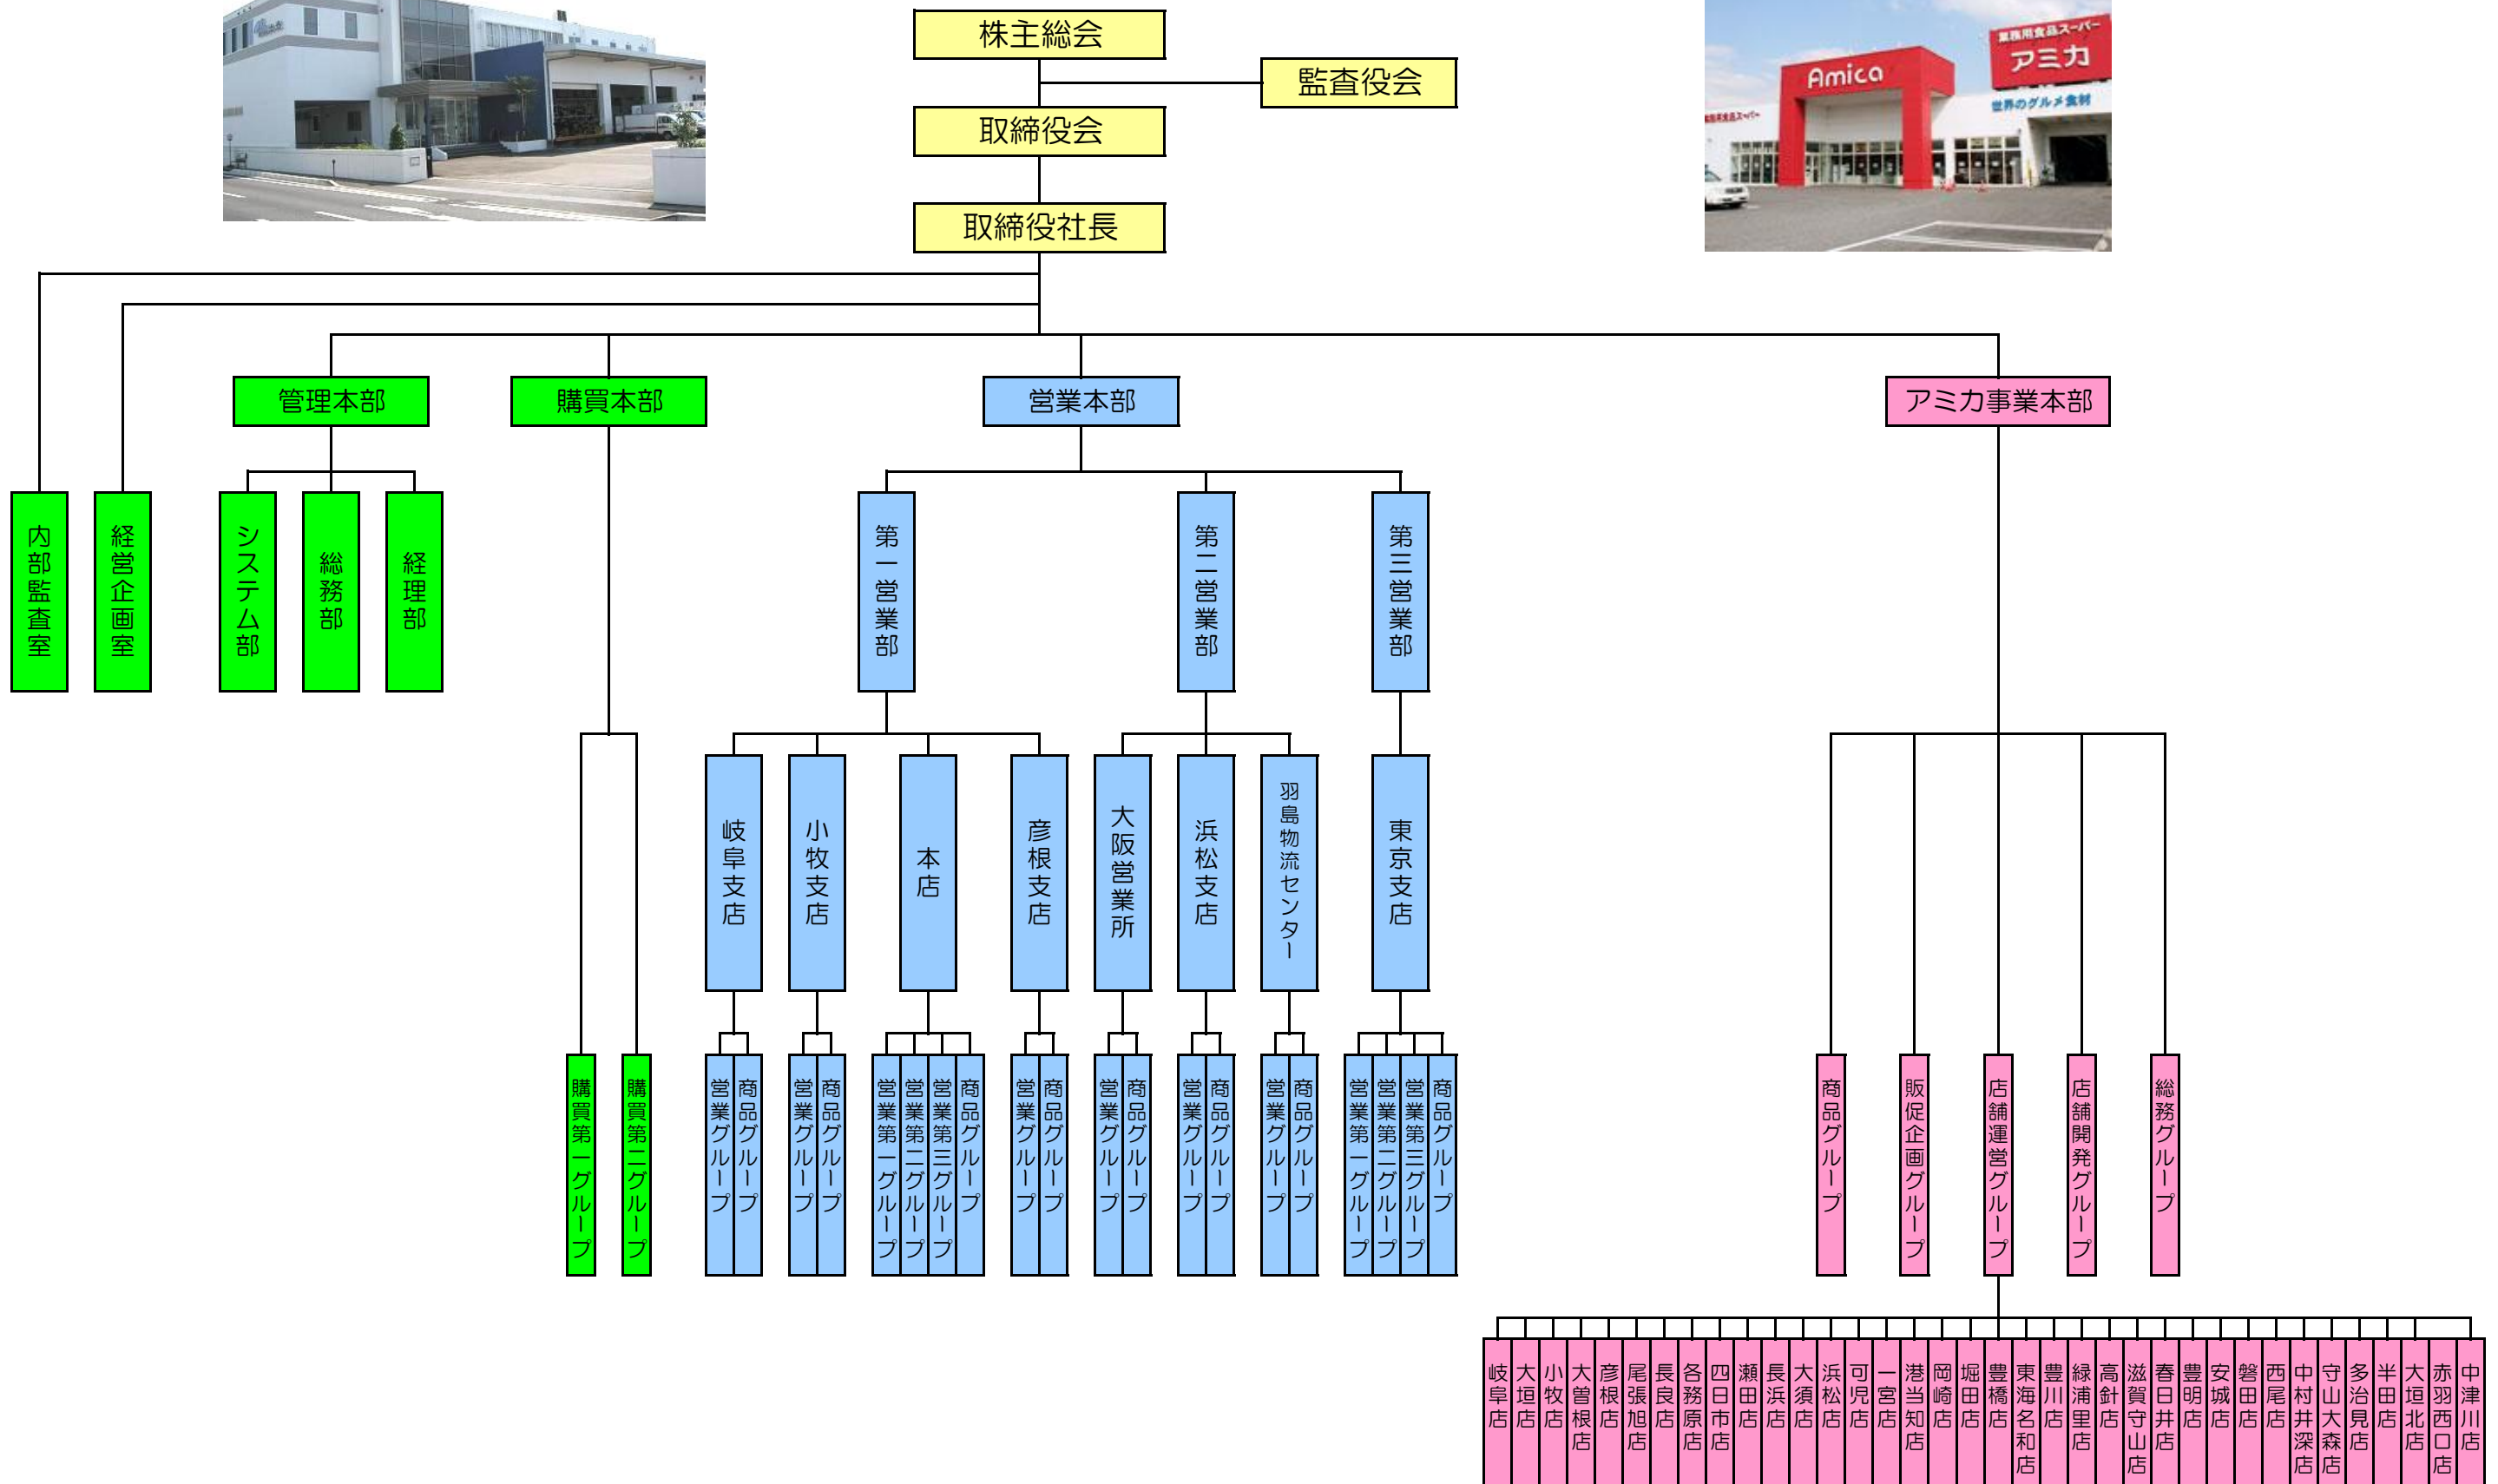 株主総会
監査役会
取締役会
取締役社長
Amica
業務用食品スーパー
アミカ
世界のグルメ食材
業務用食品スーパー
管理本部
購買本部
営業本部
アミカ事業本部
内部監査室
経営企画室
システム部
総務部
経理部
第一営業部
第二営業部
第三営業部
岐阜支店
小牧支店
本店
彦根支店
大阪営業所
浜松支店
羽島物流センター
東京支店
購買第一グループ
購買第二グループ
営業グループ
商品グループ
営業グループ
商品グループ
営業第一グループ
営業第二グループ
営業第三グループ
商品グループ
営業グループ
商品グループ
営業グループ
商品グループ
営業グループ
商品グループ
営業グループ
商品グループ
営業第一グループ
営業第二グループ
営業第三グループ
商品グループ
商品グループ
販促企画グループ
店舗運営グループ
店舗開発グループ
総務グループ
岐阜店
大垣店
小牧店
大曽根店
彦根店
尾張旭店
長良店
各務原店
四日市店
瀬田店
長浜店
大須店
浜松店
可児店
一宮店
港当知店
岡崎店
堀田店
豊橋店
東海名和店
豊川店
緑浦里店
高針店
滋賀守山店
春日井店
豊明店
安城店
磐田店
西尾店
中村井深店
守山大森店
多治見店
半田店
大垣北店
赤羽西口店
中津川店